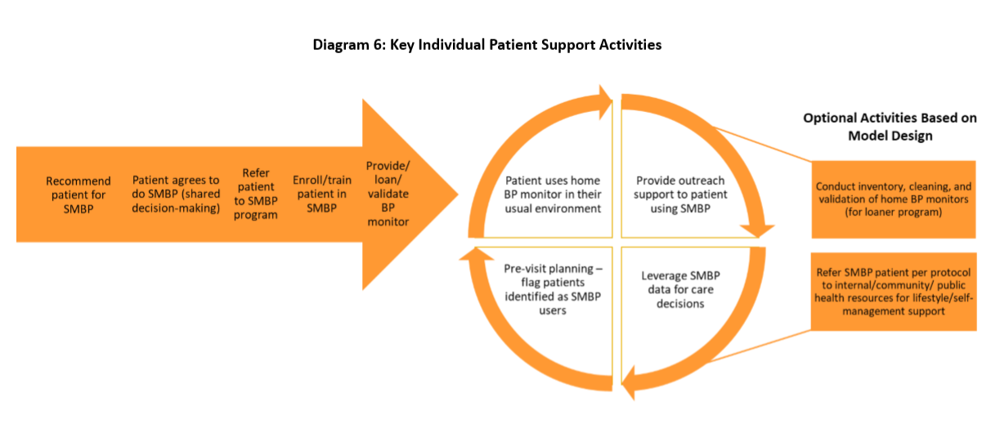 Diagram 6: Key Individual Patient Support Activities
Recommend
patient for
SMBP
Patient agrees to
do SMBP (shared
decision-making)
Refer
patient
to SMBP
program
Enroll/train
patient in
SMBP
Provide/
loan/
validate
BP
monitor
Patient uses home
BP monitor in their
usual environment
Provide outreach
support to patient
using SMBP
Pre-visit planning –
flag patients
identified as SMBP
users
Leverage SMBP
data for care
decisions
Optional Activities Based on
Model Design
Conduct inventory, cleaning, and
validation of home BP monitors
(for loaner program)
Refer SMBP patient per protocol
to internal/community/ public
health resources for lifestyle/self-
management support